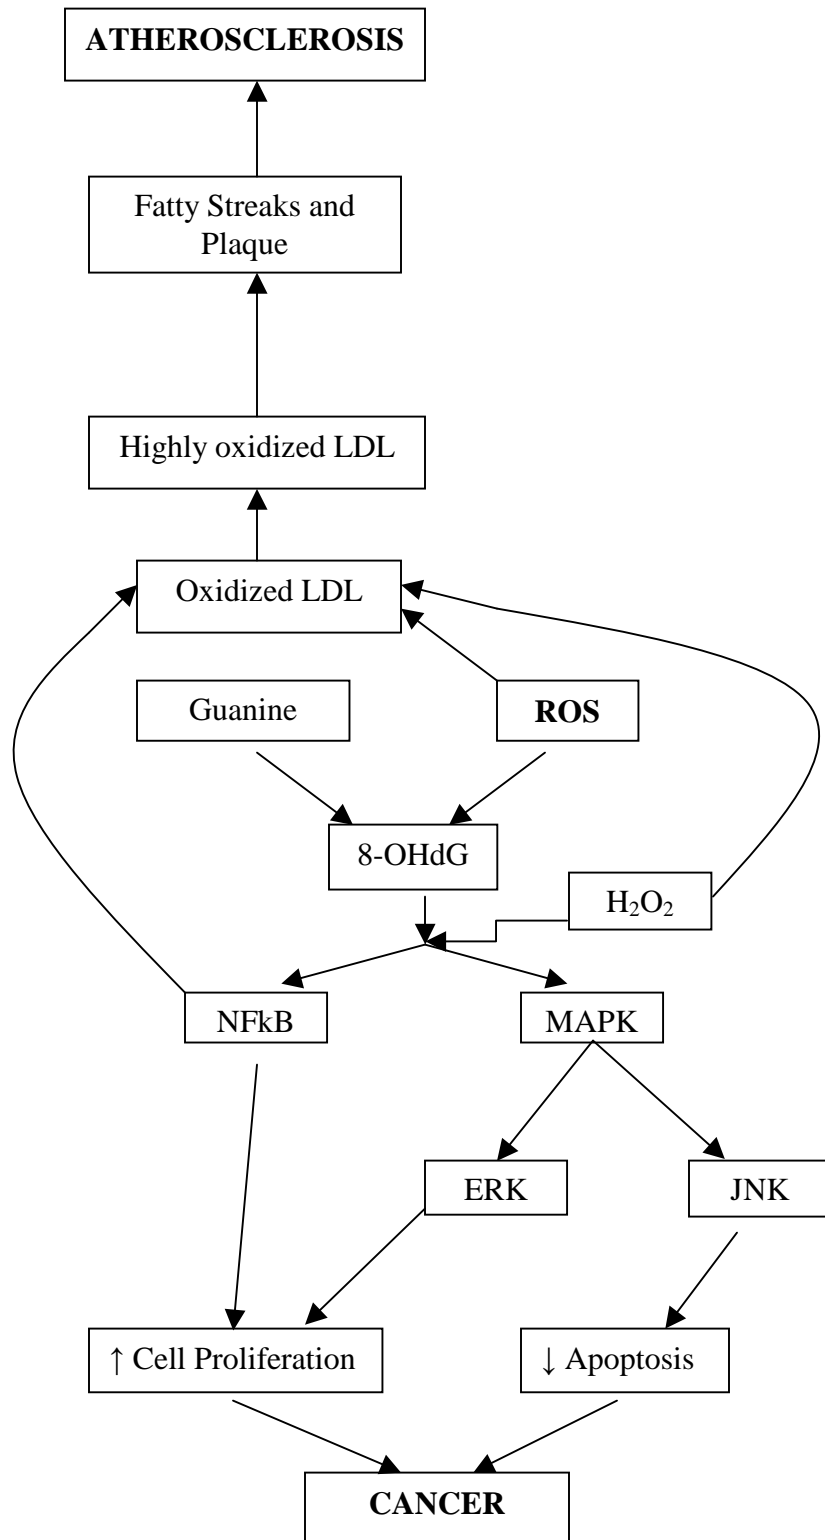 ATHEROSCLEROSIS
Fatty Streaks and
Plaque
Highly oxidized LDL
Oxidized LDL
Guanine
ROS
8-OHdG
H₂O₂
NFkB
MAPK
ERK
JNK
↑ Cell Proliferation
↓ Apoptosis
CANCER